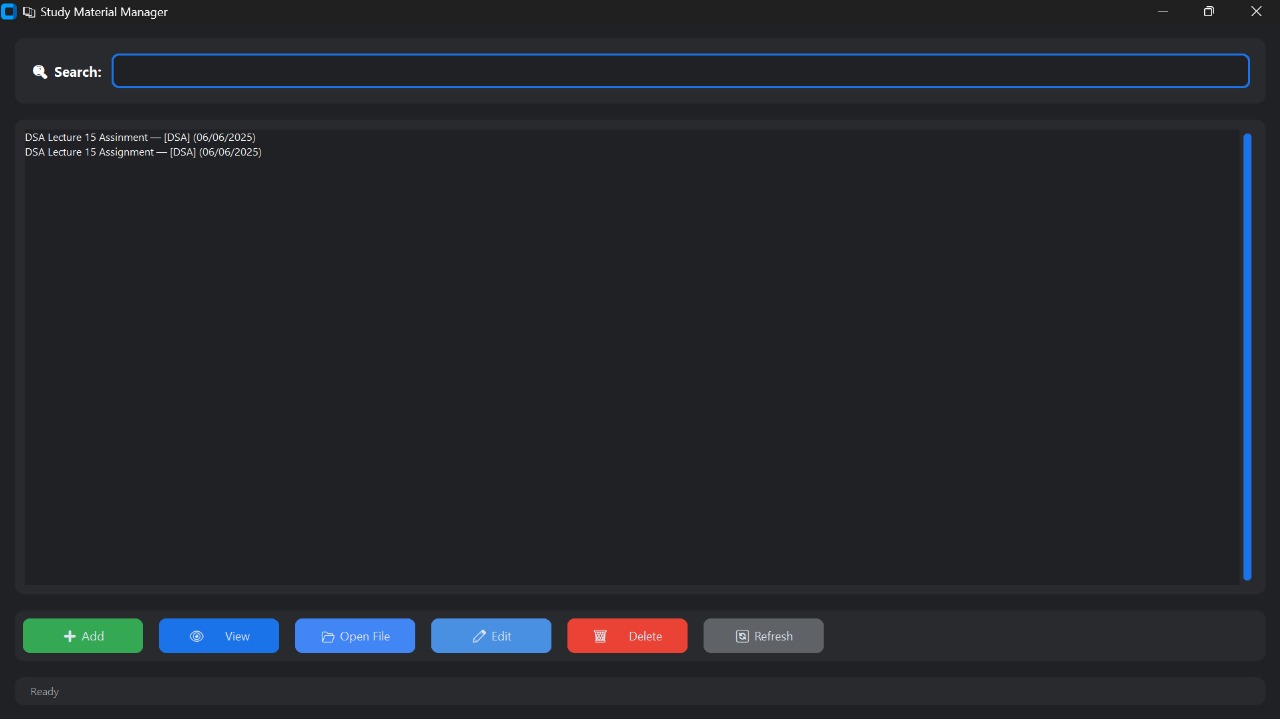 Study Material Manager
Search:
DSA Lecture 15 Assinment — [DSA] (06/06/2025)
DSA Lecture 15 Assignment — [DSA] (06/06/2025)
Add
View
Open File
Edit
Delete
Refresh
Ready